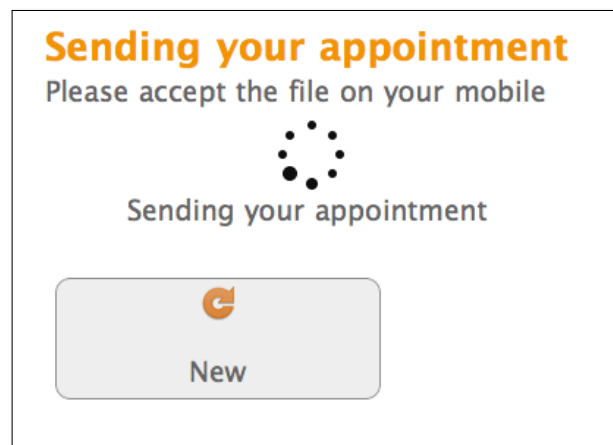 Sending your appointment
Please accept the file on your mobile
Sending your appointment
New